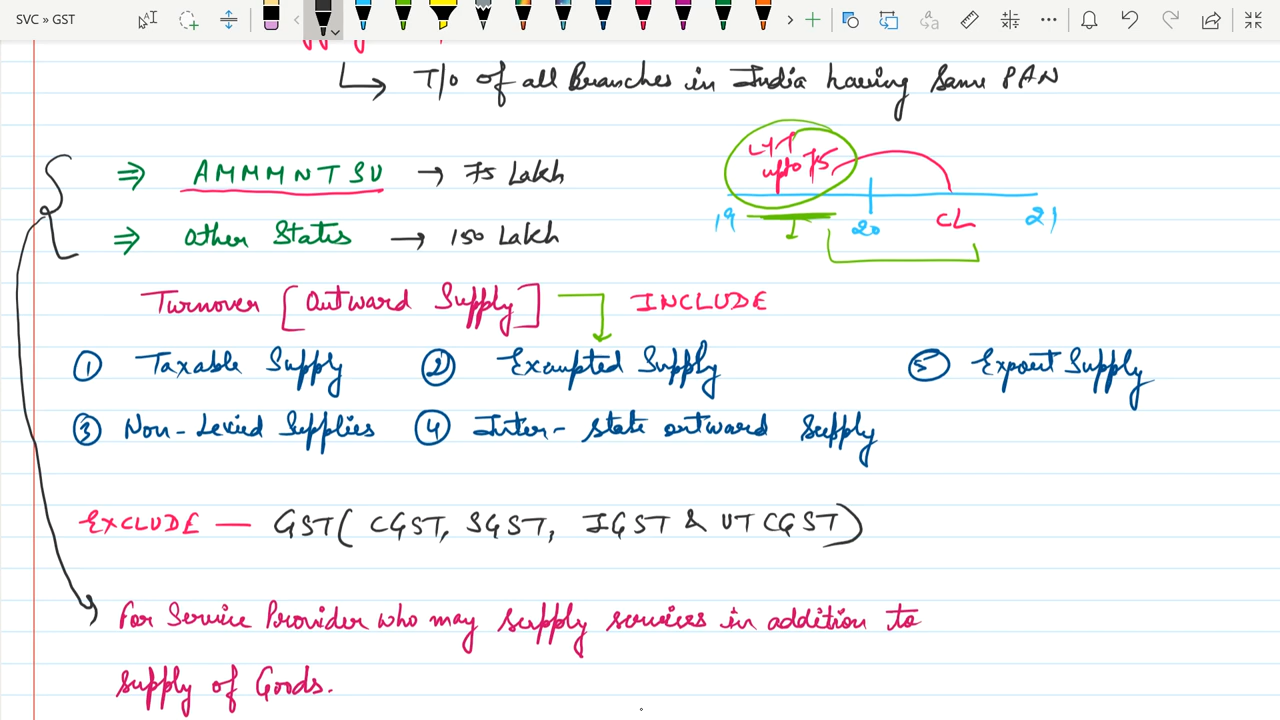 SVC » GST
T/O of all Branches in India having Same PAN
⇒ AMMMNTSU → 75 Lakh
upto 75
19 20 CL 21
⇒ Other States → 150 Lakh
Turnover [Outward Supply] INCLUDE
① Taxable Supply ② Exempted Supply ⑤ Export Supply
③ Non-Levied Supplies ④ Inter-state outward Supply
EXCLUDE — GST (CGST, SGST, IGST & UTCGST)
For Service Provider who may supply services in addition to
supply of Goods.